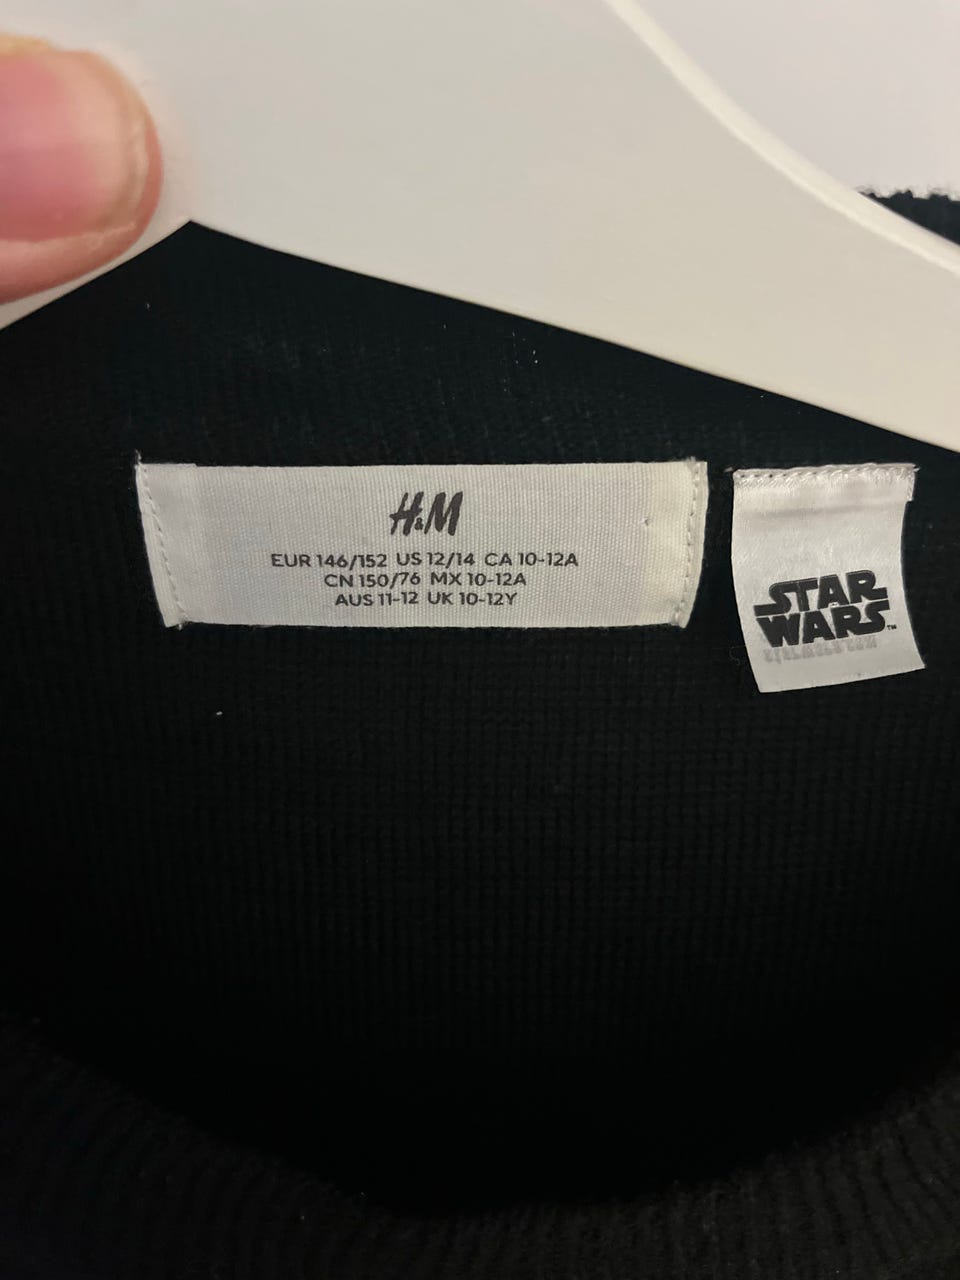 H&M
EUR 146/152 US 12/14 CA 10-12A
CN 150/76 MX 10-12A
AUS 11-12 UK 10-12Y
STAR
WARS™